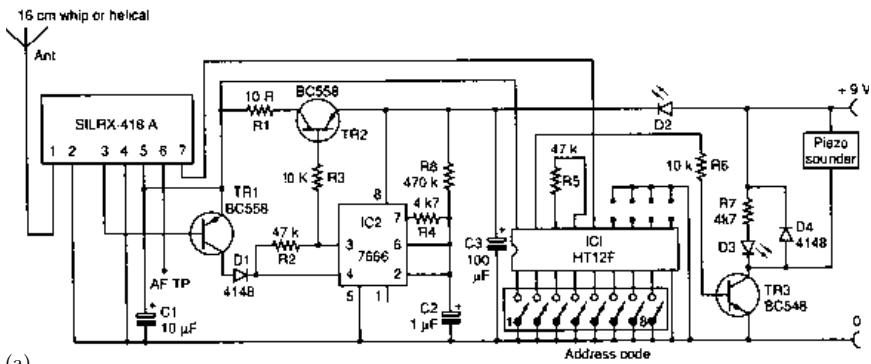 16 cm whip or helical
Ant
SILRX-418 A
1 2 3 4 5 6 7
10 R
R1
BC558
TR2
+ 9 V
D2
Piezo
sounder
TR1
BC558
10 K
R3
R8
470 k
4 k7
R4
47 k
R5
10 k
R6
R7
4k7
D3
D4
4148
47 k
R2
D1
4148
8
IC2
7666
7
3
6
4
2
5
1
C3
100
µF
ICI
HT12F
TR3
BC548
AF TP
C1
10 µF
C2
1 µF
+
+
+
1
8
0
Address code
(a)